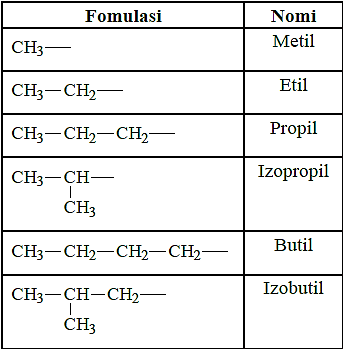 Fomulasi Nomi
CH3— Metil
CH3—CH2— Etil
CH3—CH2—CH2— Propil
CH3—CH— Izopropil
CH3
CH3—CH2—CH2—CH2— Butil
CH3—CH—CH2— Izobutil
CH3